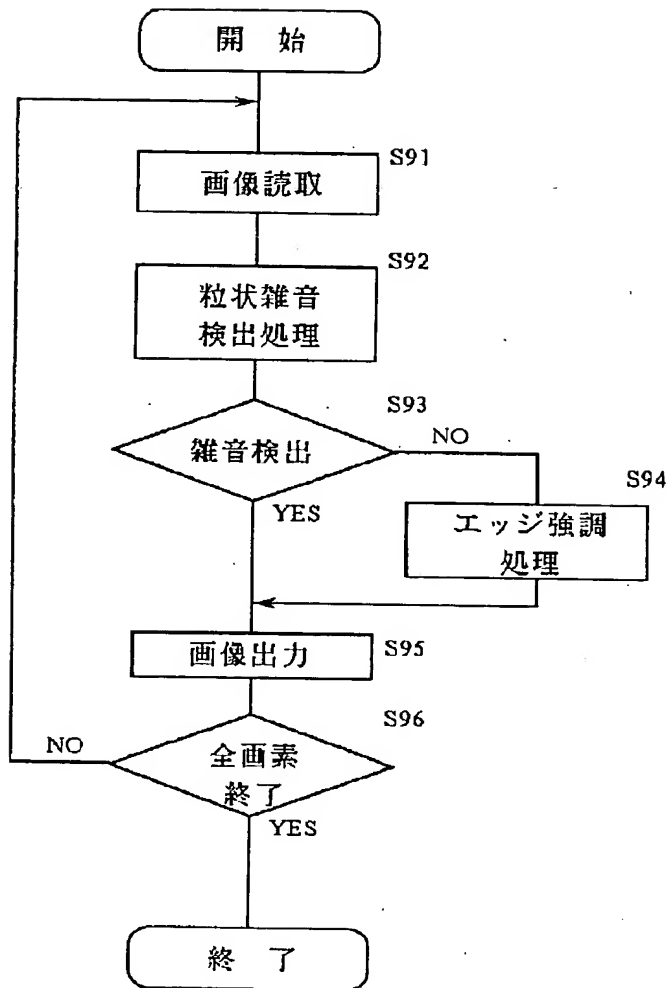 開 始
S91
画像読取
S92
粒状雑音
検出処理
S93
雑音検出
NO
S94
YES
エッジ強調
処理
画像出力
S95
S96
NO
全画素
終了
YES
終 了